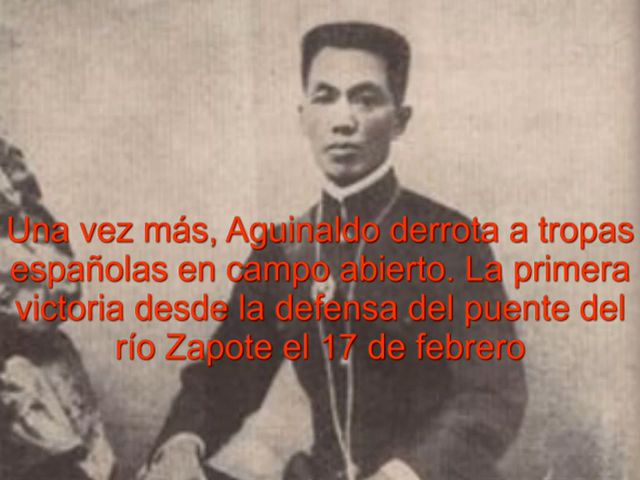 Una vez más, Aguinaldo derrota a tropas
españolas en campo abierto. La primera
victoria desde la defensa del puente del
río Zapote el 17 de febrero